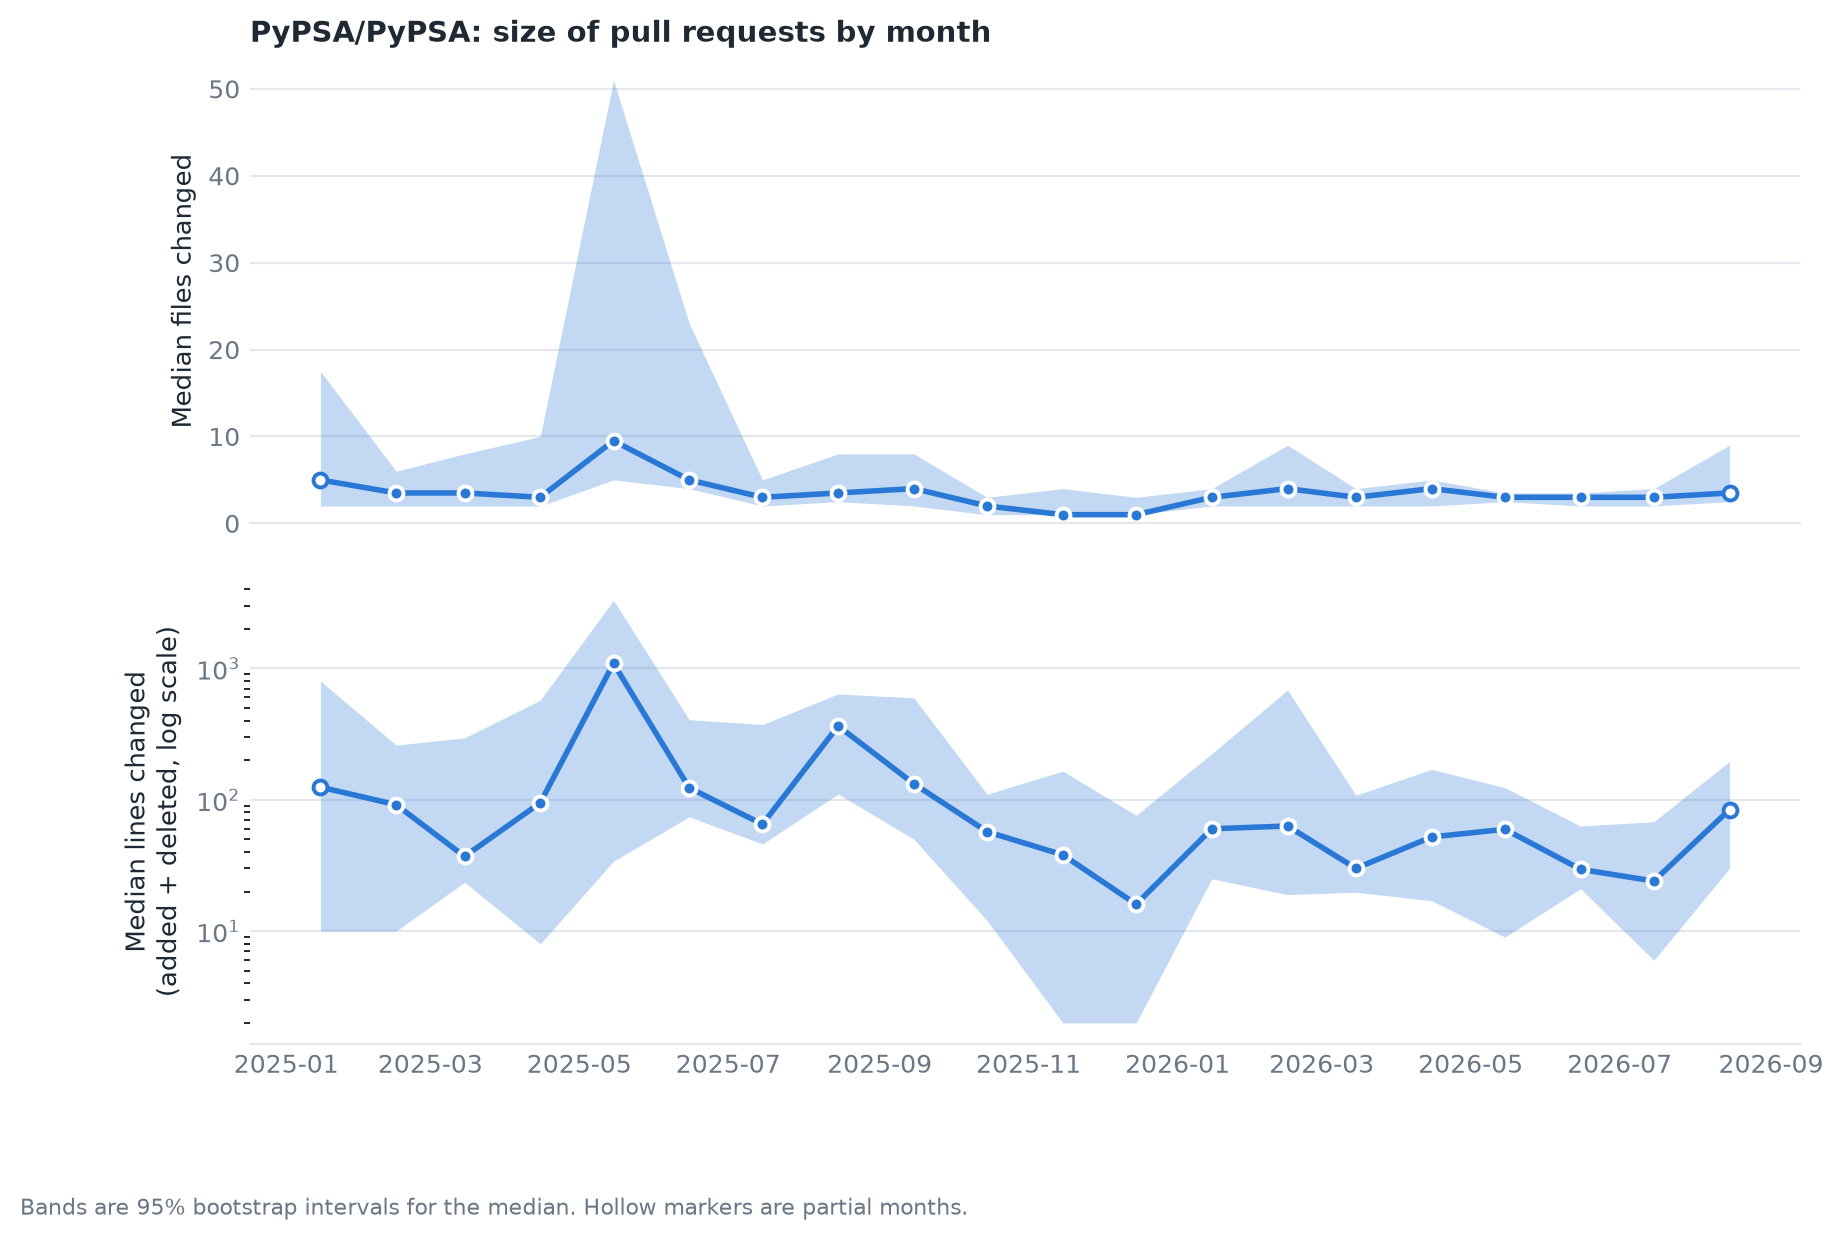 PyPSA/PyPSA: size of pull requests by month
Median files changed
50
40
30
20
10
0
Median lines changed
(added + deleted, log scale)
10³
10²
10¹
2025-01 2025-03 2025-05 2025-07 2025-09 2025-11 2026-01 2026-03 2026-05 2026-07 2026-09
Bands are 95% bootstrap intervals for the median. Hollow markers are partial months.